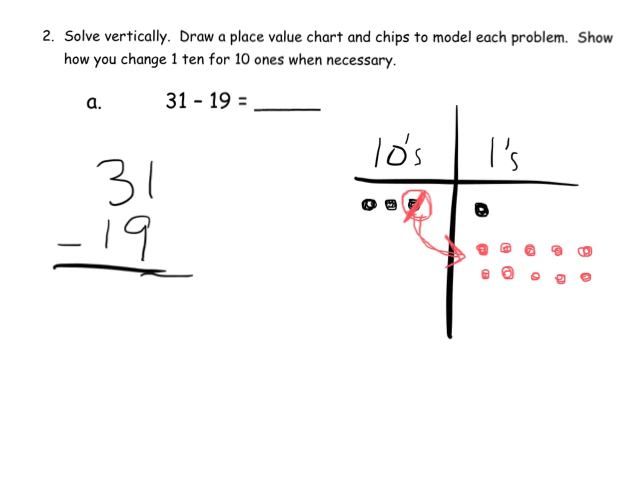 2. Solve vertically. Draw a place value chart and chips to model each problem. Show
how you change 1 ten for 10 ones when necessary.
a. 31 - 19 = ______
10's 1's
31
- 19